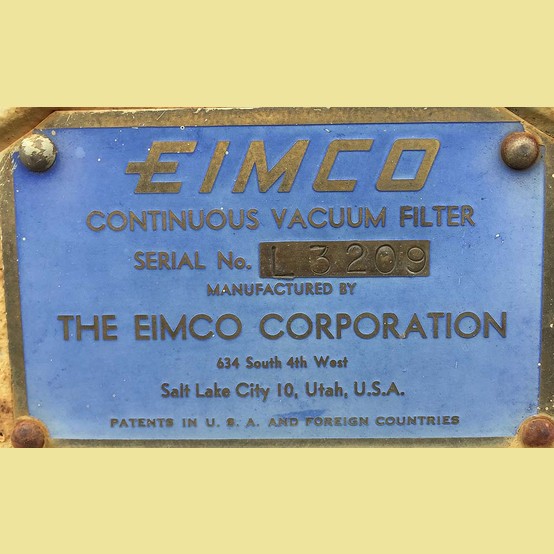 EIMCO
CONTINUOUS VACUUM FILTER
SERIAL No. L 3209
MANUFACTURED BY
THE EIMCO CORPORATION
634 South 4th West
Salt Lake City 10, Utah, U.S.A.
PATENTS IN U. S. A. AND FOREIGN COUNTRIES